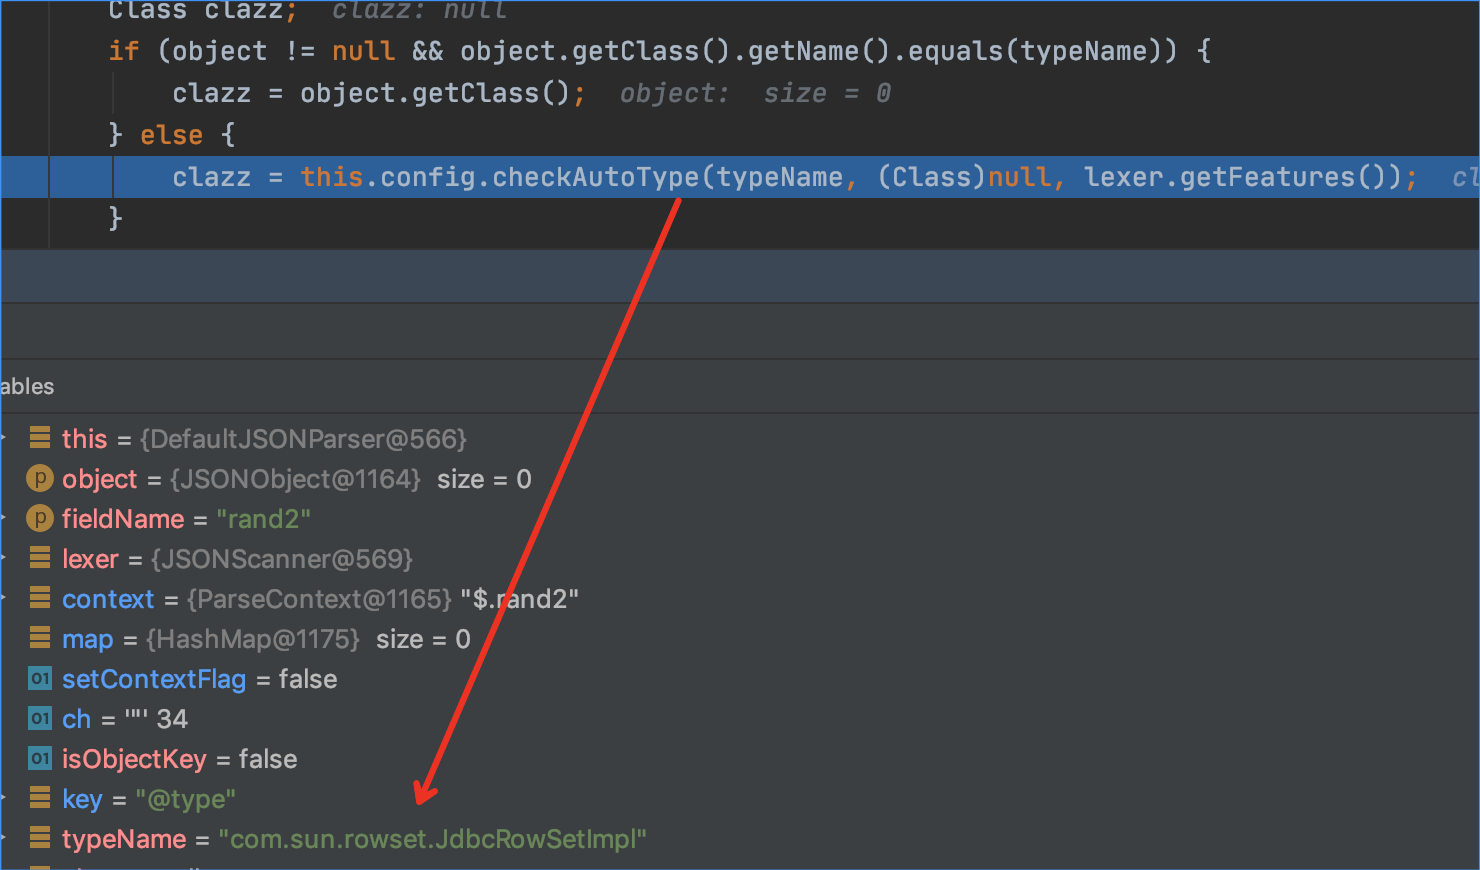 Class clazz; clazz: null
if (object != null && object.getClass().getName().equals(typeName)) {
clazz = object.getClass(); object: size = 0
} else {
clazz = this.config.checkAutoType(typeName, (Class)null, lexer.getFeatures()); cl
}
ables
this = {DefaultJSONParser@566}
p object = {JSONObject@1164} size = 0
p fieldName = "rand2"
lexer = {JSONScanner@569}
context = {ParseContext@1165} "$.rand2"
map = {HashMap@1175} size = 0
01 setContextFlag = false
01 ch = '"' 34
01 isObjectKey = false
key = "@type"
typeName = "com.sun.rowset.JdbcRowSetImpl"